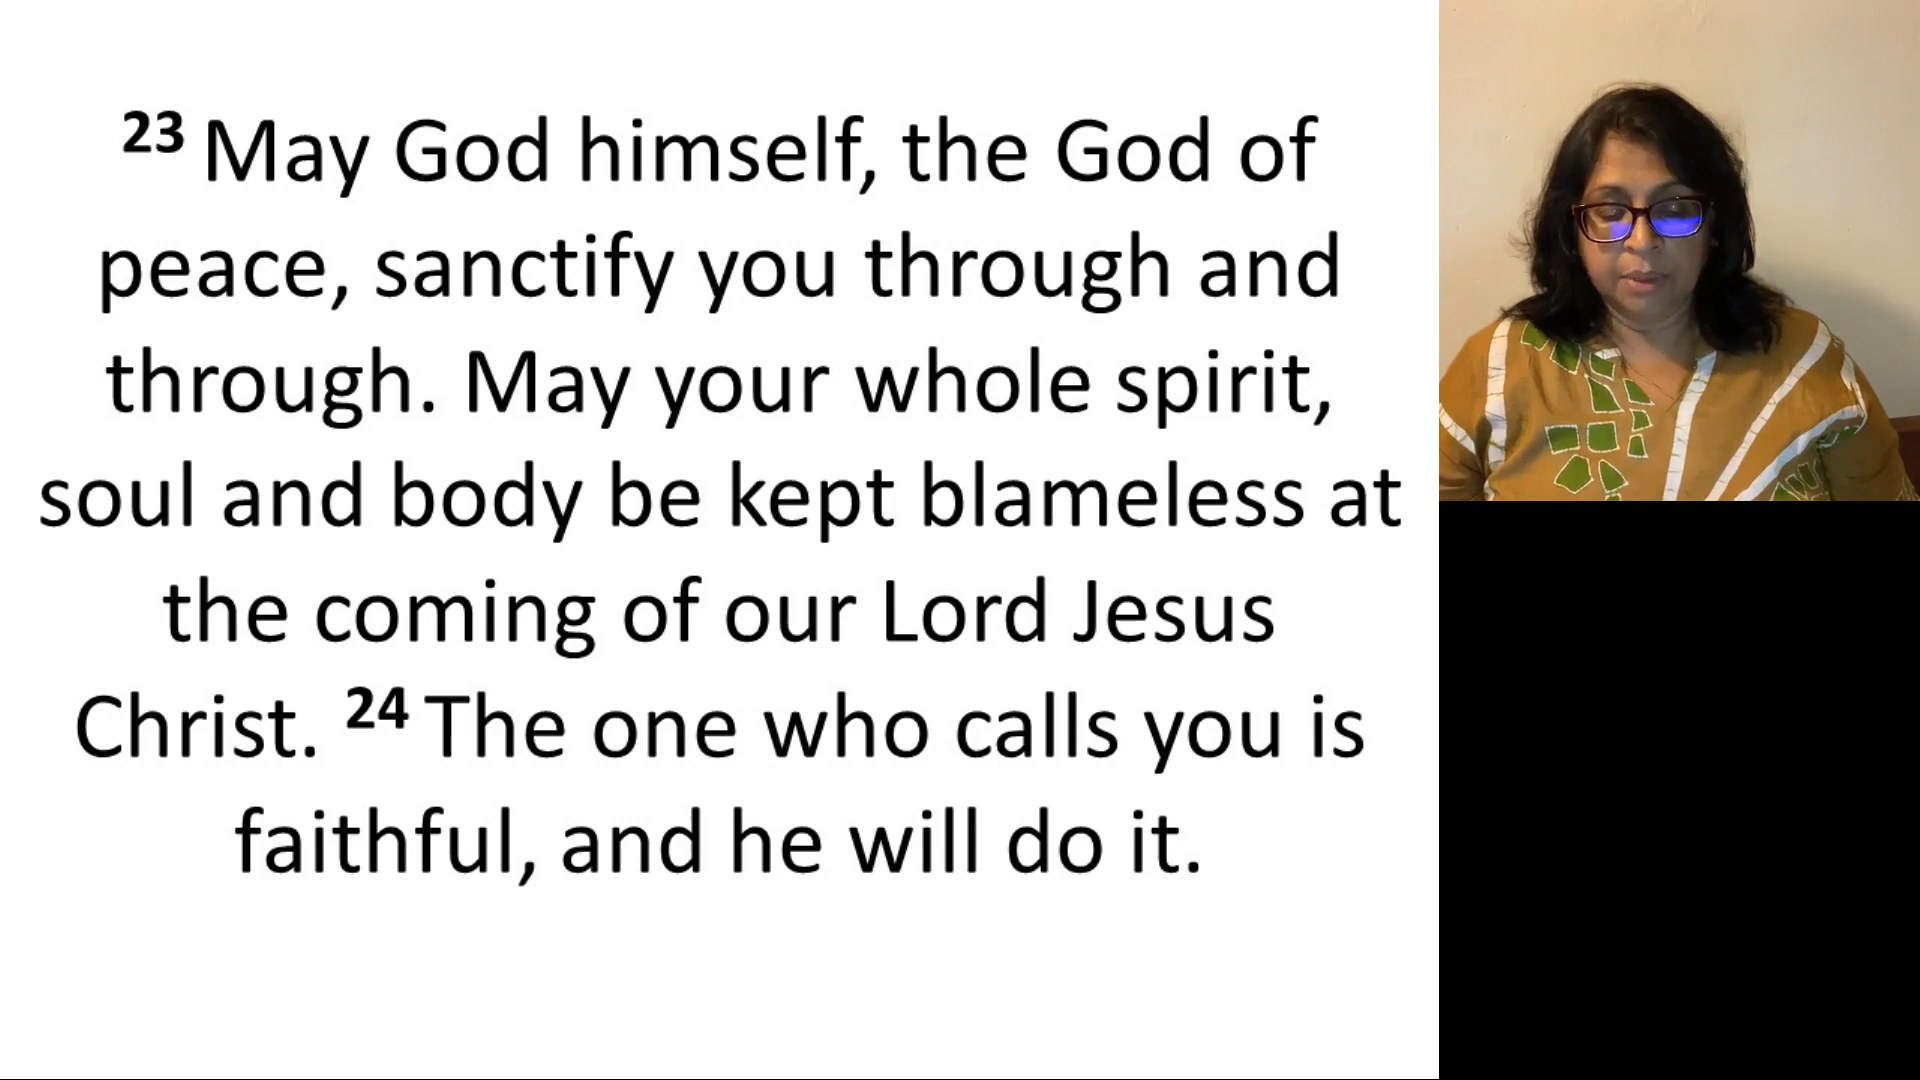 23 May God himself, the God of
peace, sanctify you through and
through. May your whole spirit,
soul and body be kept blameless at
the coming of our Lord Jesus
Christ. 24 The one who calls you is
faithful, and he will do it.